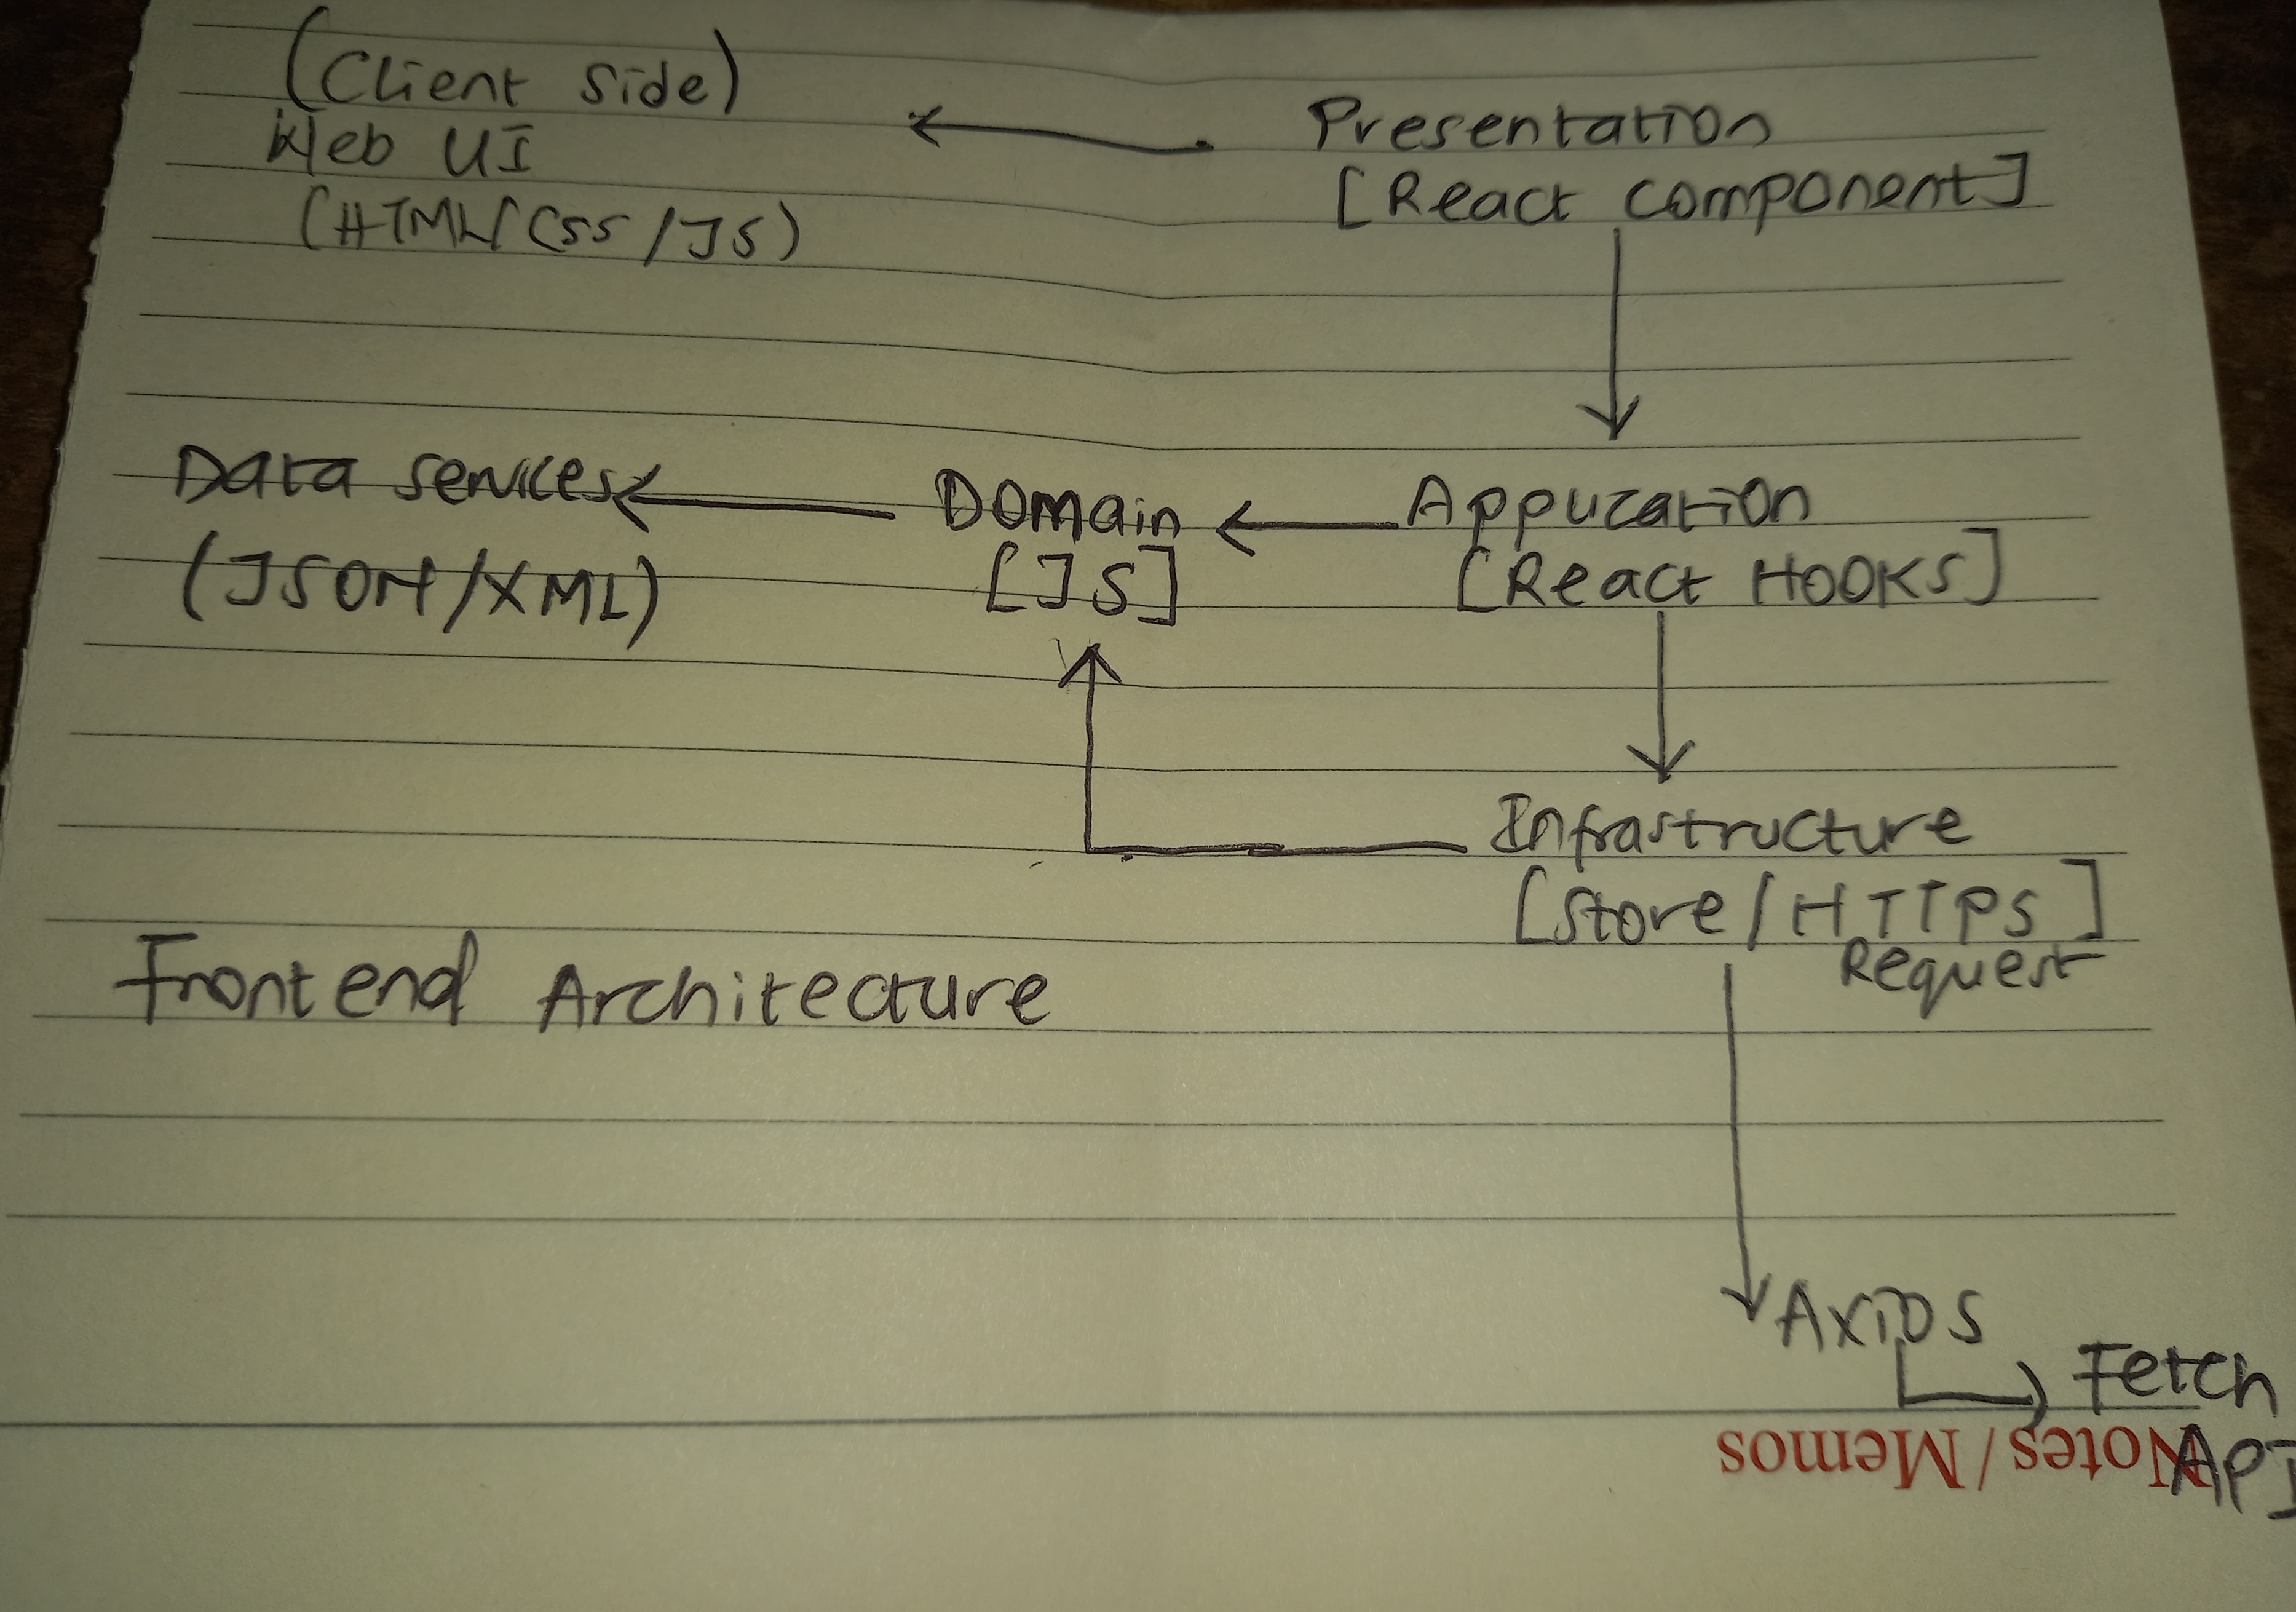 (Client Side)
Web UI
(HTML/CSS/JS)
Presentation
[React component]
Data services
(JSON/XML)
Domain
[JS]
Application
[React HOOKS]
Infrastructure
[Store/HTTPS]
Request
Frontend Architecture
Axios
Fetch
API
Notes/Memos